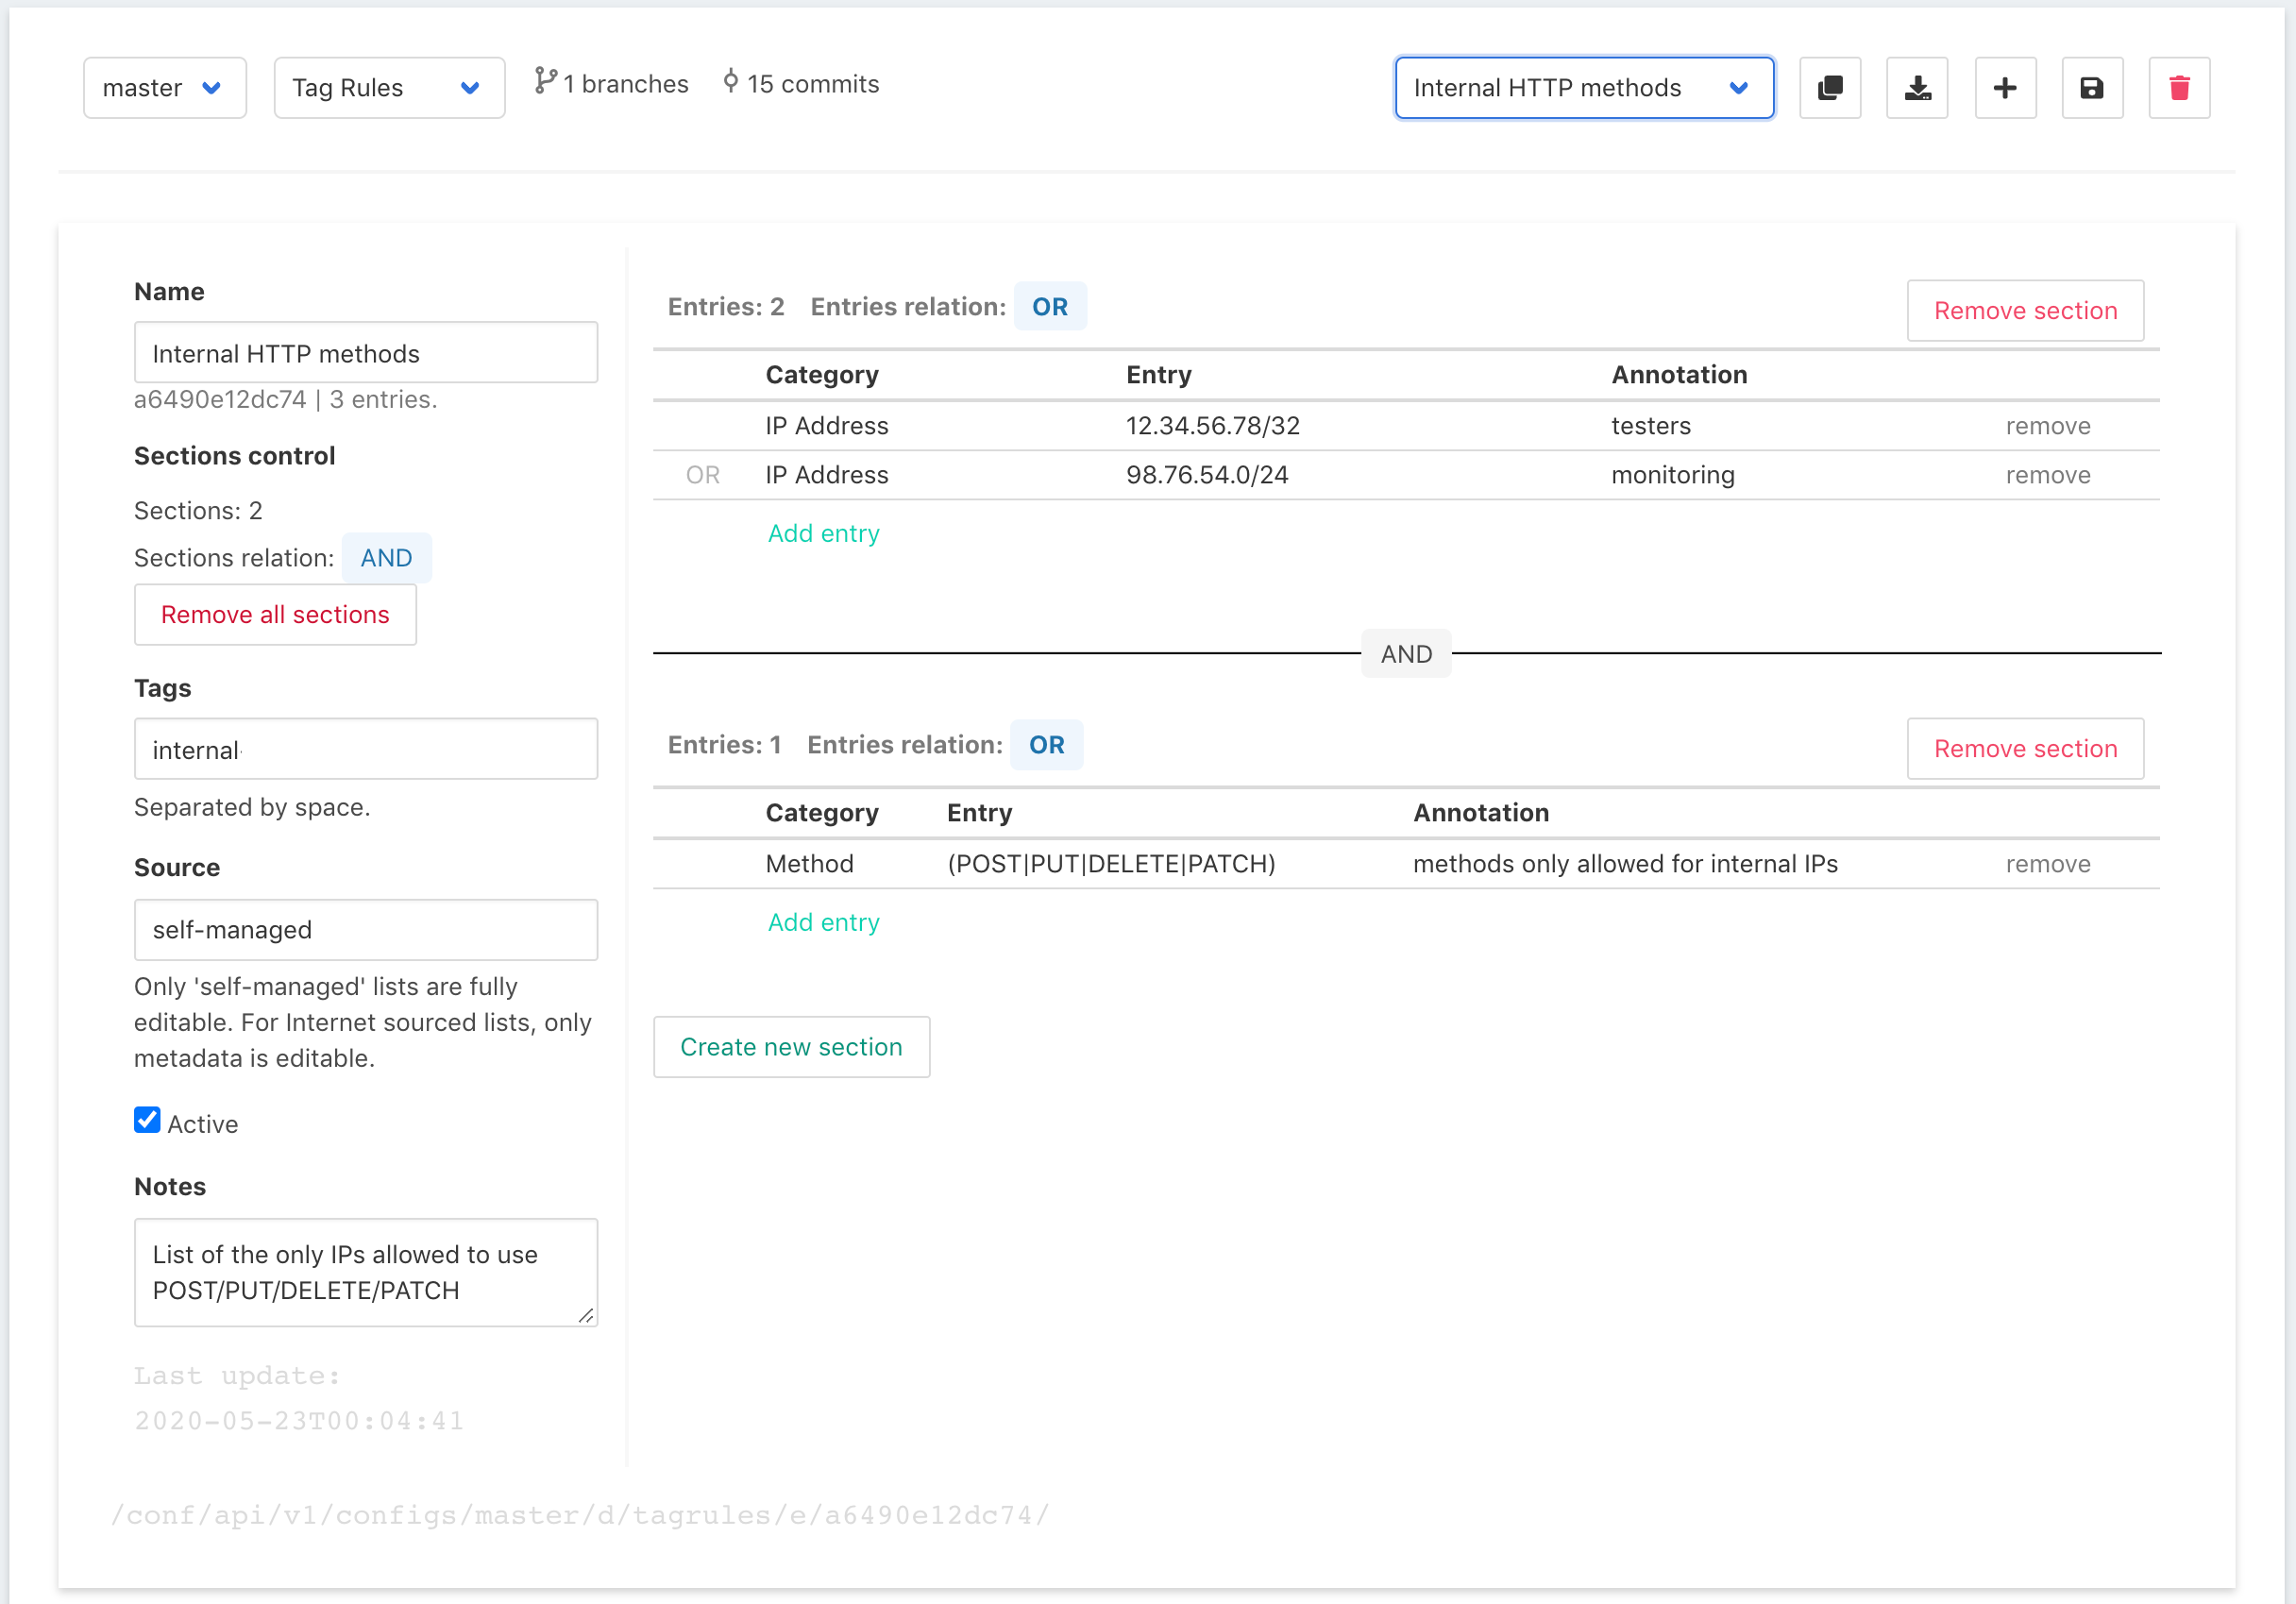 master
Tag Rules
1 branches
15 commits
Internal HTTP methods
Name
Internal HTTP methods
a6490e12dc74 | 3 entries.
Sections control
Sections: 2
Sections relation: AND
Remove all sections
Tags
internal
Separated by space.
Source
self-managed
Only 'self-managed' lists are fully
editable. For Internet sourced lists, only
metadata is editable.
Active
Notes
List of the only IPs allowed to use
POST/PUT/DELETE/PATCH
Last update:
2020-05-23T00:04:41
Entries: 2 Entries relation: OR
Remove section
Category Entry Annotation
IP Address 12.34.56.78/32 testers remove
OR IP Address 98.76.54.0/24 monitoring remove
Add entry
AND
Entries: 1 Entries relation: OR
Remove section
Category Entry Annotation
Method (POST|PUT|DELETE|PATCH) methods only allowed for internal IPs remove
Add entry
Create new section
/conf/api/v1/configs/master/d/tagrules/e/a6490e12dc74/